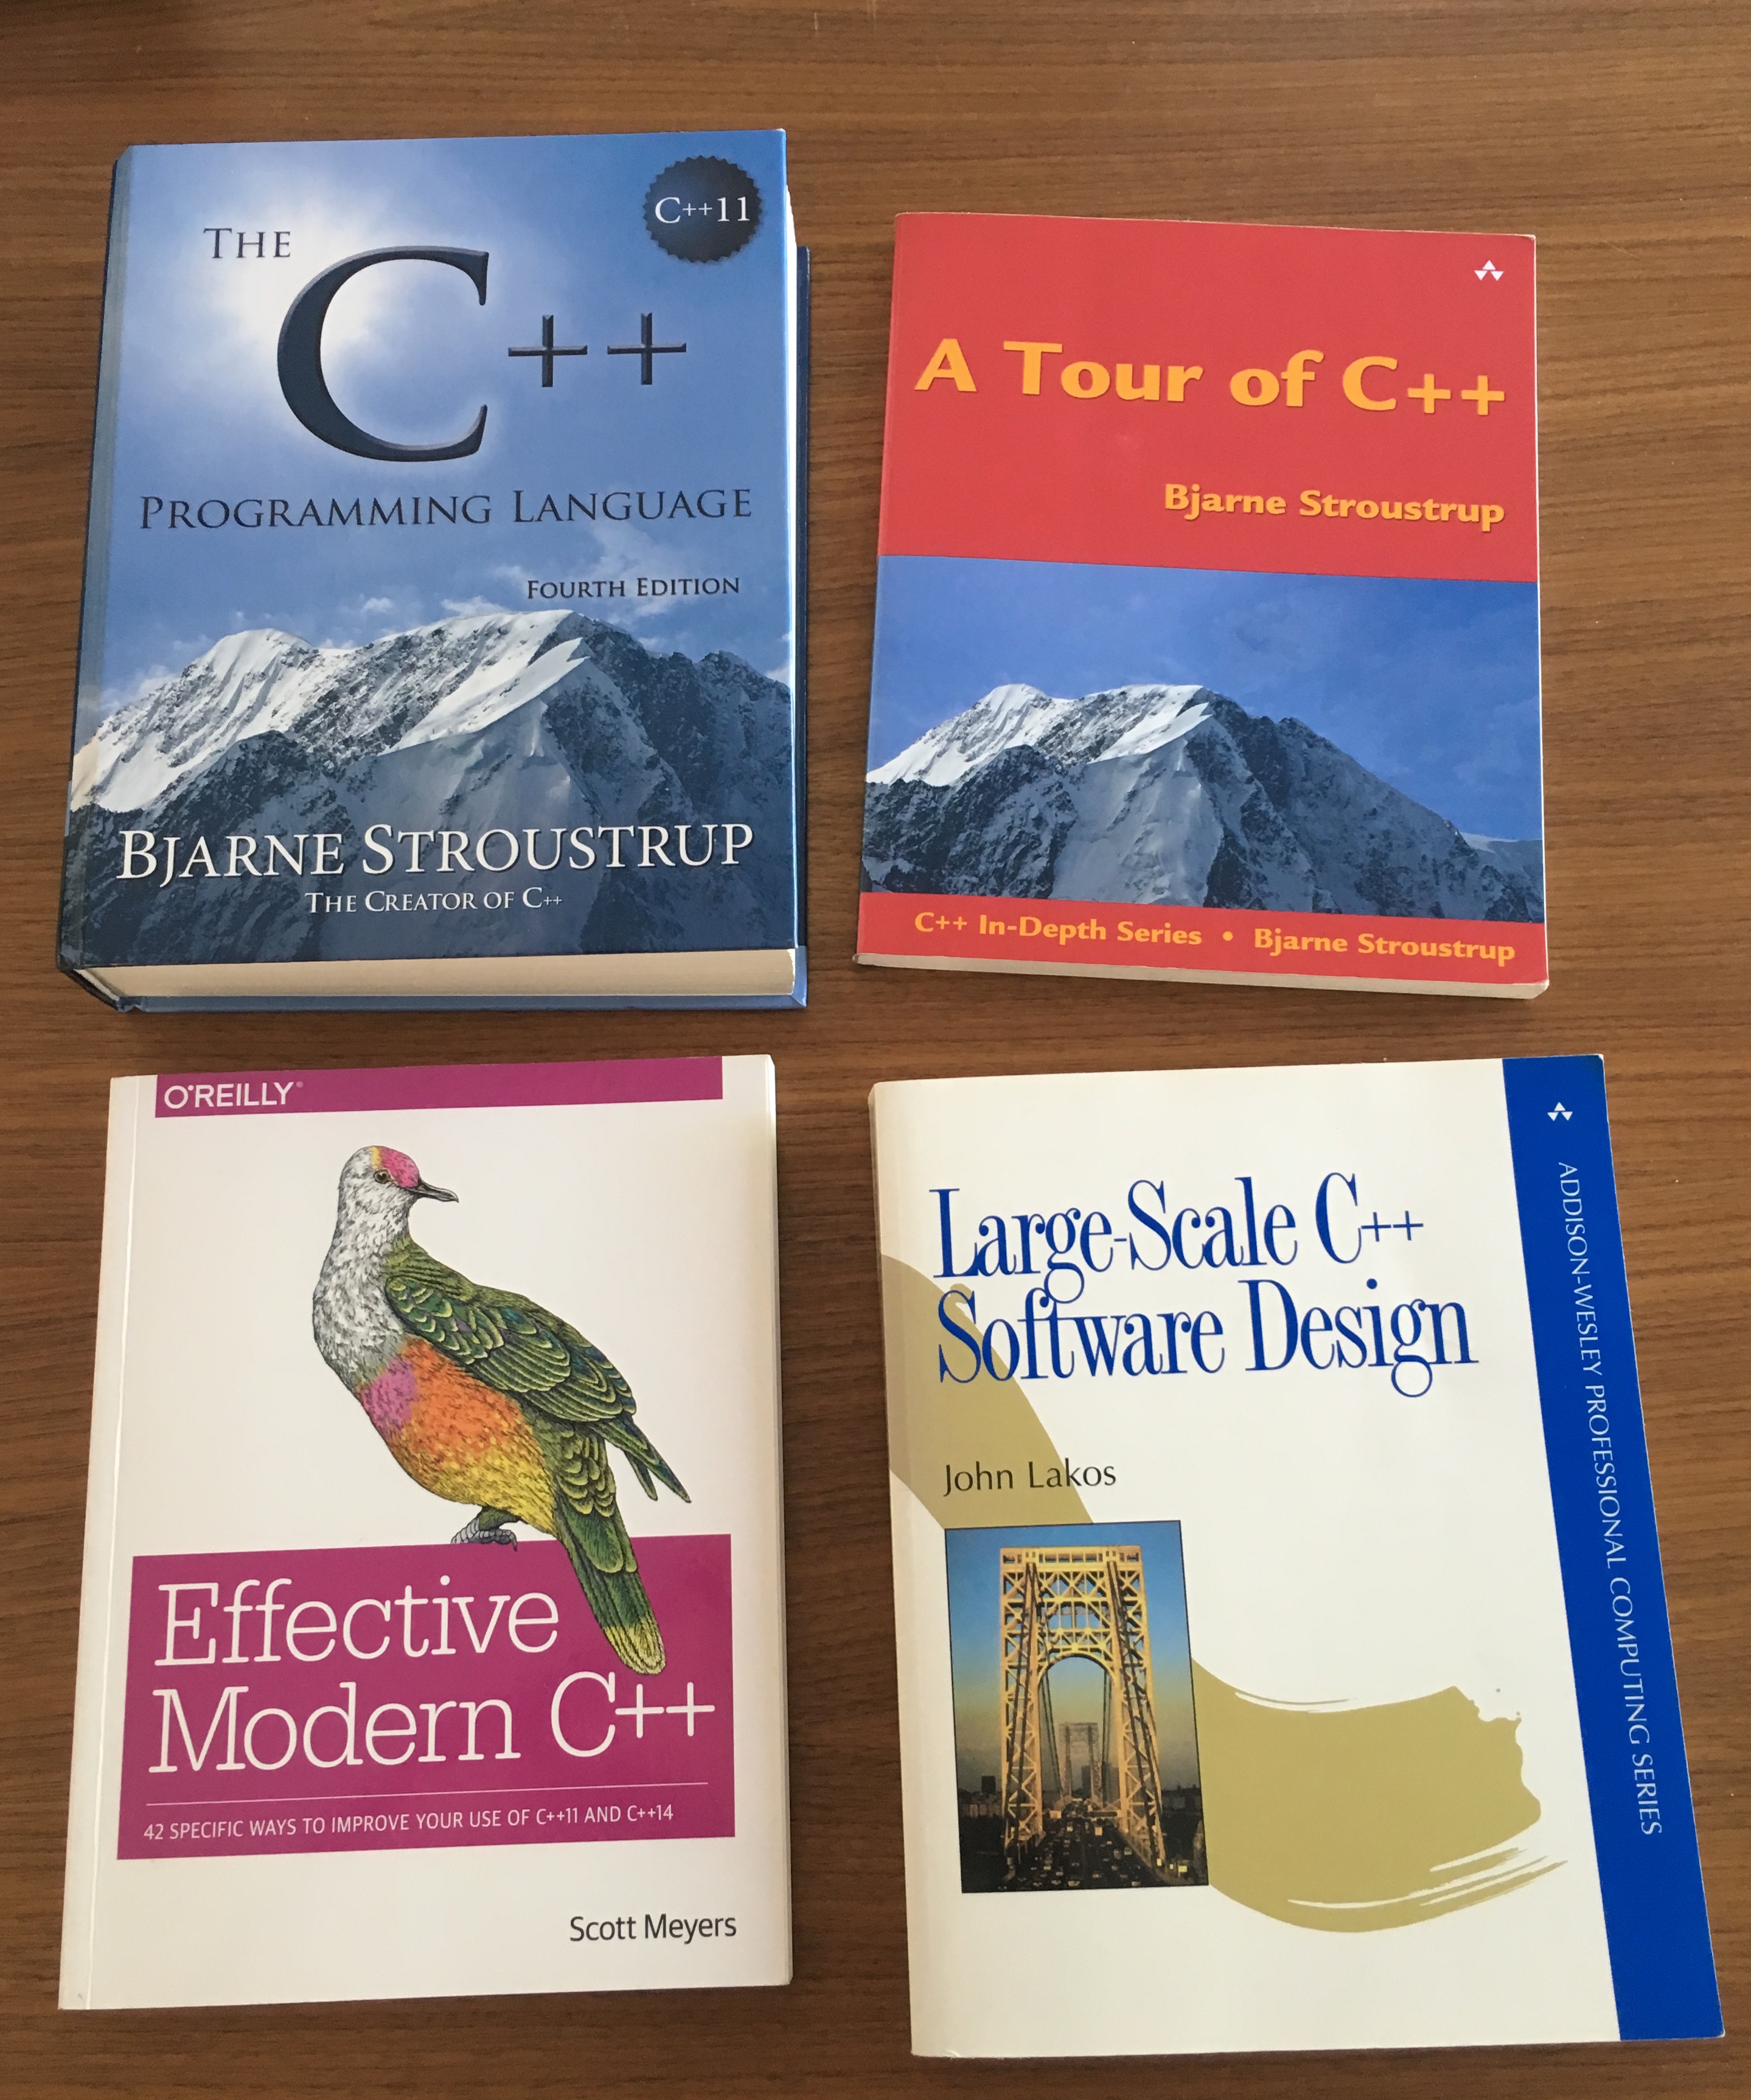 C++11
THE
C++
PROGRAMMING LANGUAGE
FOURTH EDITION
BJARNE STROUSTRUP
THE CREATOR OF C++
A Tour of C++
Bjarne Stroustrup
C++ In-Depth Series • Bjarne Stroustrup
O'REILLY®
Effective
Modern C++
42 SPECIFIC WAYS TO IMPROVE YOUR USE OF C++11 AND C++14
Scott Meyers
Large-Scale C++
Software Design
John Lakos
ADDISON-WESLEY PROFESSIONAL COMPUTING SERIES